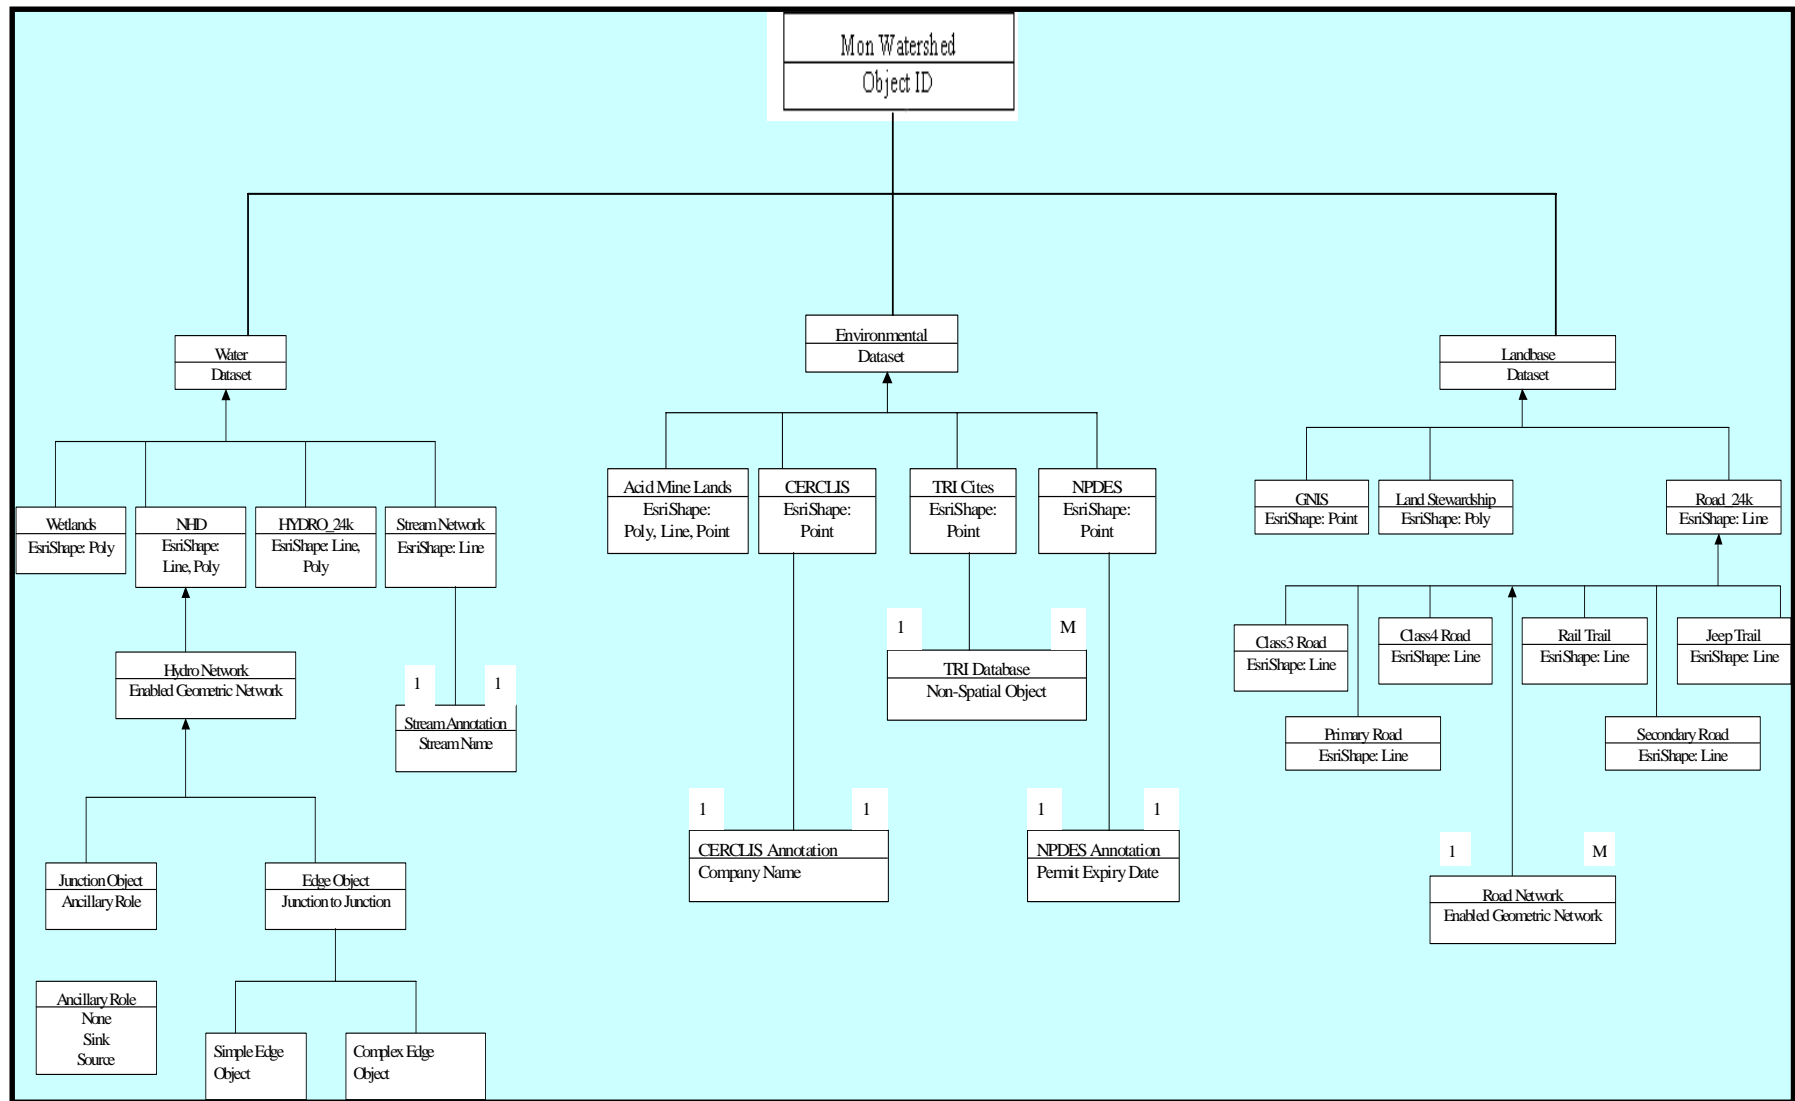 Mon Watershed
Object ID
Water
Dataset
Environmental
Dataset
Landbase
Dataset
Wetlands
EsriShape: Poly
NHD
EsriShape:
Line, Poly
HYDRO_24k
EsriShape: Line,
Poly
Stream Network
EsriShape: Line
Acid Mine Lands
EsriShape:
Poly, Line, Point
CERCLIS
EsriShape:
Point
TRI Cites
EsriShape:
Point
NPDES
EsriShape:
Point
GNIS
EsriShape: Point
Land Stewardship
EsriShape: Poly
Road_24k
EsriShape: Line
Hydro Network
Enabled Geometric Network
1 1
Stream Annotation
Stream Name
1 M
TRI Database
Non-Spatial Object
Class3 Road
EsriShape: Line
Class4 Road
EsriShape: Line
Rail Trail
EsriShape: Line
Jeep Trail
EsriShape: Line
Primary Road
EsriShape: Line
Secondary Road
EsriShape: Line
1 1
CERCLIS Annotation
Company Name
1 1
NPDES Annotation
Permit Expiry Date
1 M
Road Network
Enabled Geometric Network
Junction Object
Ancillary Role
Edge Object
Junction to Junction
Ancillary Role
None
Sink
Source
Simple Edge
Object
Complex Edge
Object